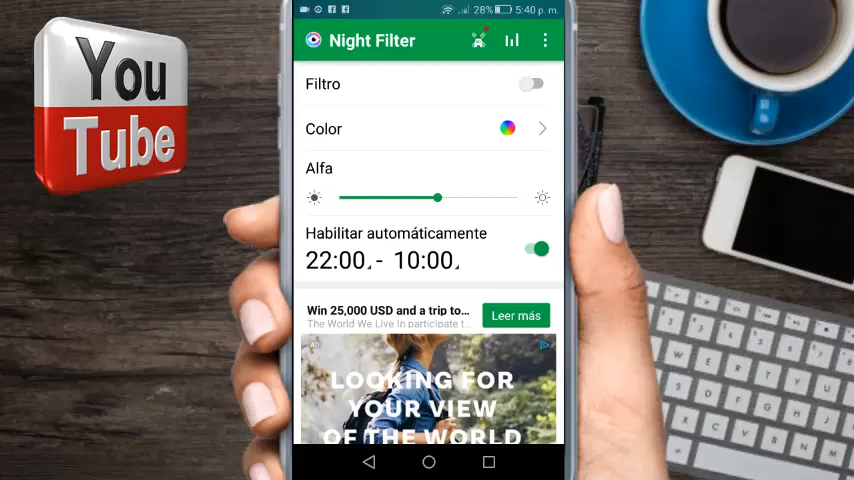 You
Tube
28% 5:40 p. m.
Night Filter
Filtro
Color
Alfa
Habilitar automáticamente
22:00 - 10:00
Win 25,000 USD and a trip to...
The World We Live In participate t...
Leer más
AD
LOOKING FOR
YOUR VIEW
OF THE WORLD